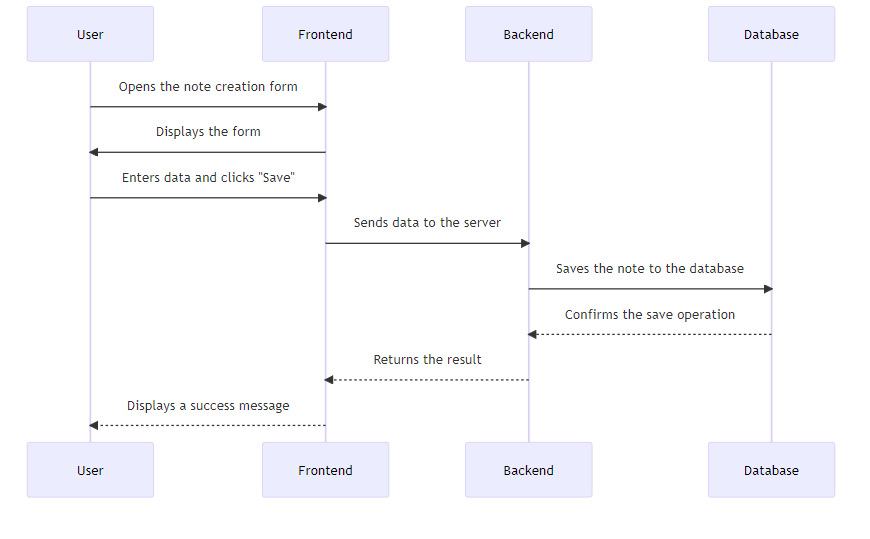 User
Frontend
Backend
Database
Opens the note creation form
Displays the form
Enters data and clicks "Save"
Sends data to the server
Saves the note to the database
Confirms the save operation
Returns the result
Displays a success message
User
Frontend
Backend
Database